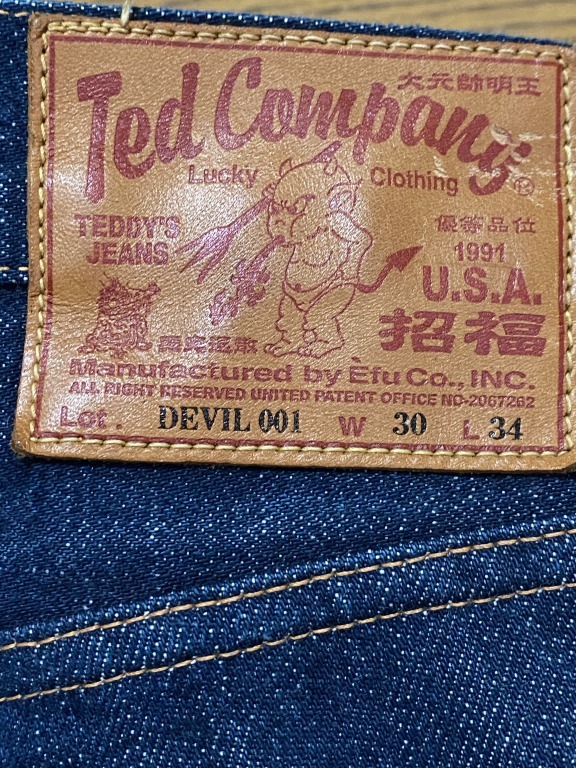 大元帥明王
Ted Company®
Lucky Clothing
TEDDY'S
JEANS
優等品位
1991
U.S.A.
招福
Manufactured by Èfu Co., INC.
ALL RIGHT RESERVED UNITED PATENT OFFICE NO-2067262
Lot. DEVIL 001 W 30 L 34